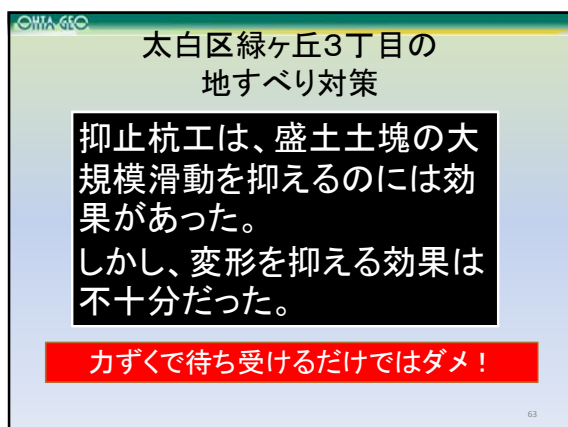 OHTA-GEO
太白区緑ヶ丘3丁目の
地すべり対策
抑止杭工は、盛土土塊の大
規模滑動を抑えるのには効
果があった。
しかし、変形を抑える効果は
不十分だった。
力ずくで待ち受けるだけではダメ!
63